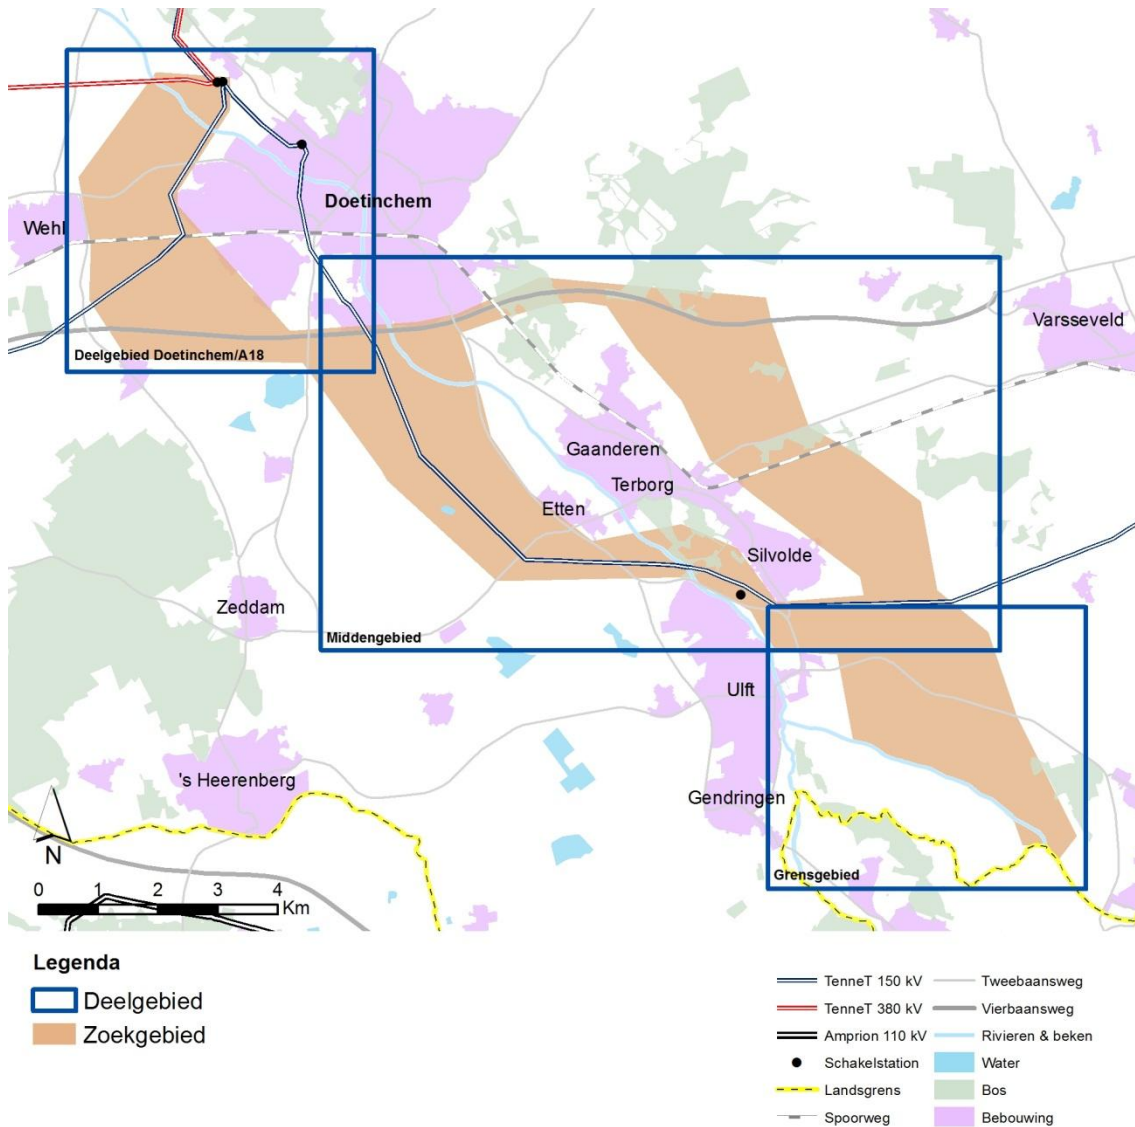 Doetinchem
Wehl
Varsseveld
Deelgebied Doetinchem/A18
Gaanderen
Terborg
Etten
Silvolde
Zeddam
Middengebied
Ulft
's Heerenberg
Gendringen
N
Grensgebied
0 1 2 3 4
Km
Legenda
Deelgebied
Zoekgebied
TenneT 150 kV
TenneT 380 kV
Amprion 110 kV
Schakelstation
Landsgrens
Spoorweg
Tweebaansweg
Vierbaansweg
Rivieren & beken
Water
Bos
Bebouwing